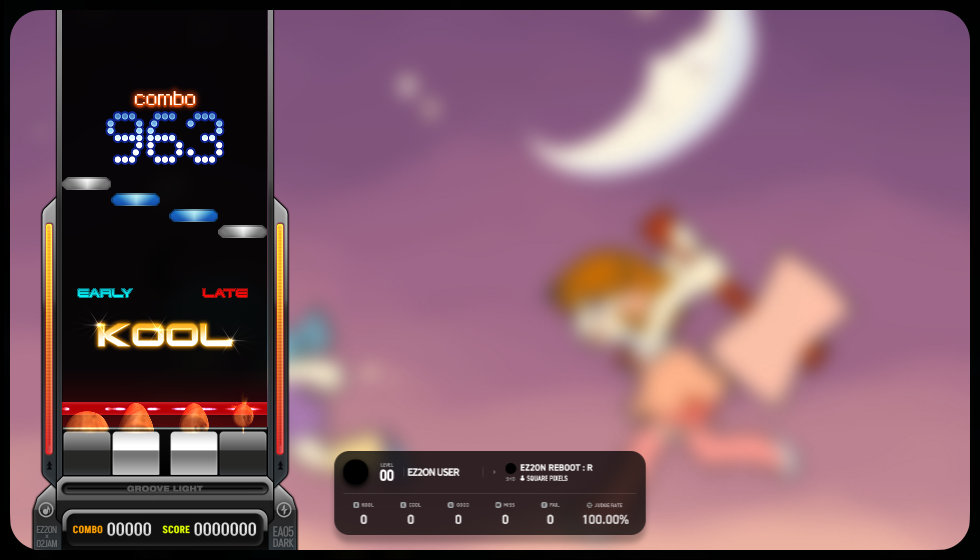 combo
963
EARLY LATE
KOOL
GROOVE LIGHT
COMBO 00000 SCORE 0000000
EZ2ON
x
O2JAM
EA05
DARK
LEVEL
00 EZ2ON USER
EZ2ON REBOOT : R
SQUARE PIXELS
KOOL COOL GOOD MISS FAIL JUDGE RATE
0 0 0 0 0 100.00%